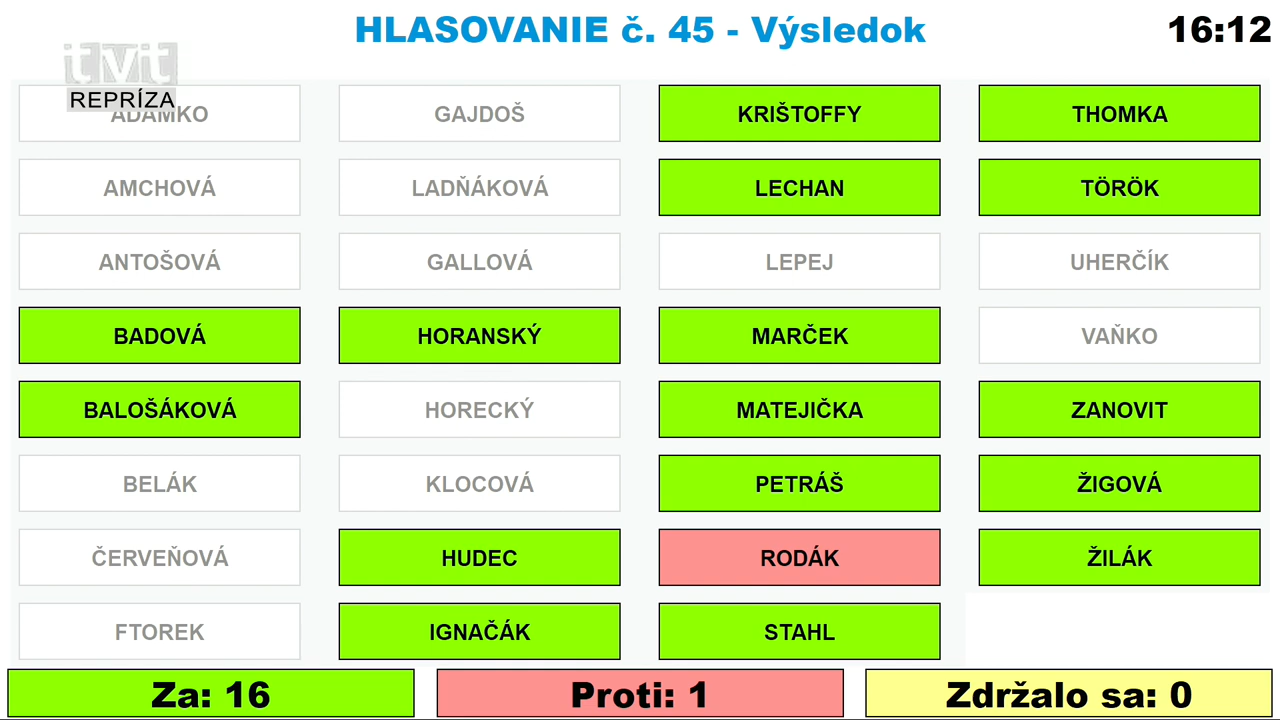 HLASOVANIE č. 45 - Výsledok
16:12
tvit
REPRÍZA
ADAMKO
GAJDOŠ
KRIŠTOFFY
THOMKA
AMCHOVÁ
LADŇÁKOVÁ
LECHAN
TÖRÖK
ANTOŠOVÁ
GALLOVÁ
LEPEJ
UHERČÍK
BADOVÁ
HORANSKÝ
MARČEK
VAŇKO
BALOŠÁKOVÁ
HORECKÝ
MATEJIČKA
ZANOVIT
BELÁK
KLOCOVÁ
PETRÁŠ
ŽIGOVÁ
ČERVEŇOVÁ
HUDEC
RODÁK
ŽILÁK
FTOREK
IGNAČÁK
STAHL
Za: 16
Proti: 1
Zdržalo sa: 0